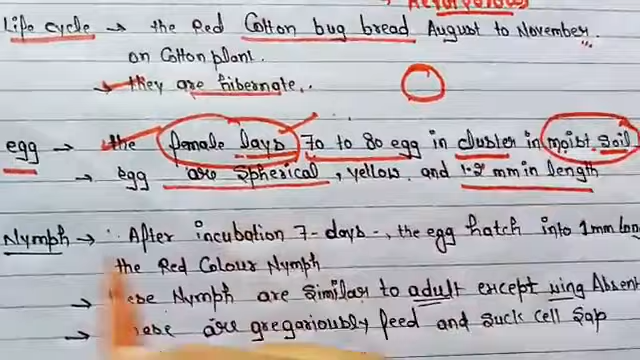 Life cycle → the Red Cotton bug bread August to November.
on Cotton plant.
→ they are hibernate..
egg → the female lays 70 to 80 egg in cluster in moist soil
→ egg are spherical, yellow and 1.2 mm in length
Nymph → After incubation 7-days-, the egg hatch into 1mm long
the Red Colour Nymph
→ Nymph are similar to adult except wing Absent
→ are gregariously feed and suck cell sap